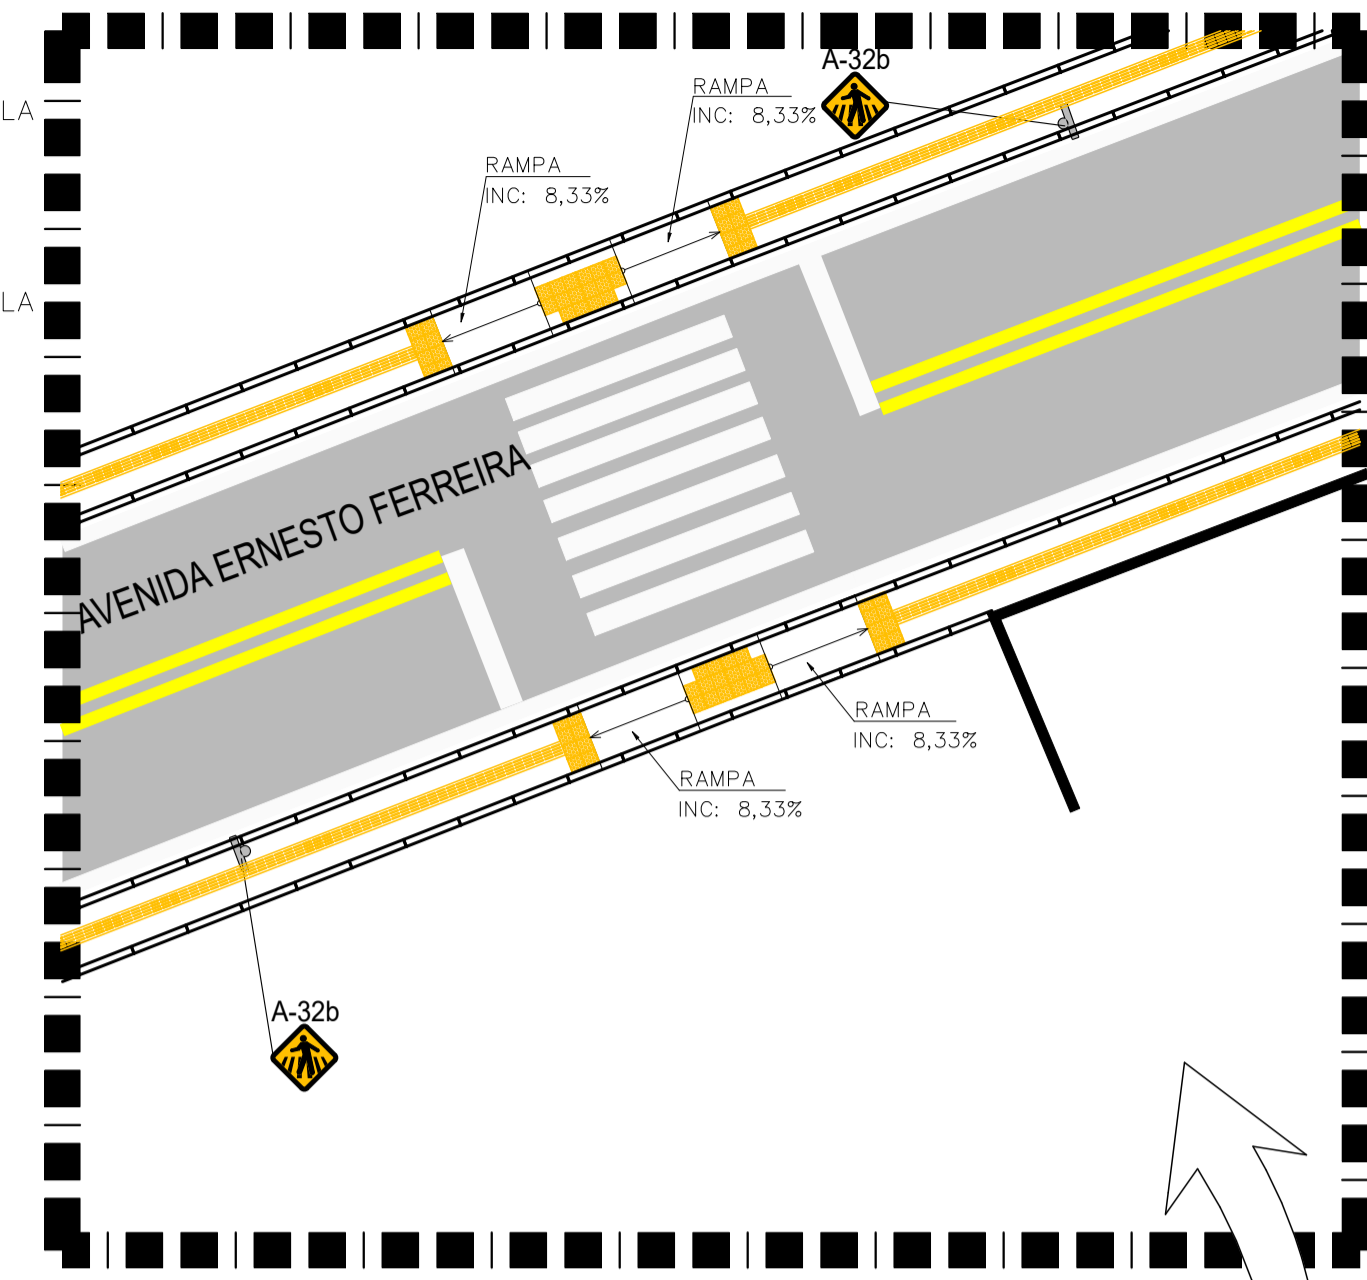 A-32b
RAMPA
INC: 8,33%
LA
RAMPA
INC: 8,33%
LA
AVENIDA ERNESTO FERREIRA
RAMPA
INC: 8,33%
RAMPA
INC: 8,33%
A-32b